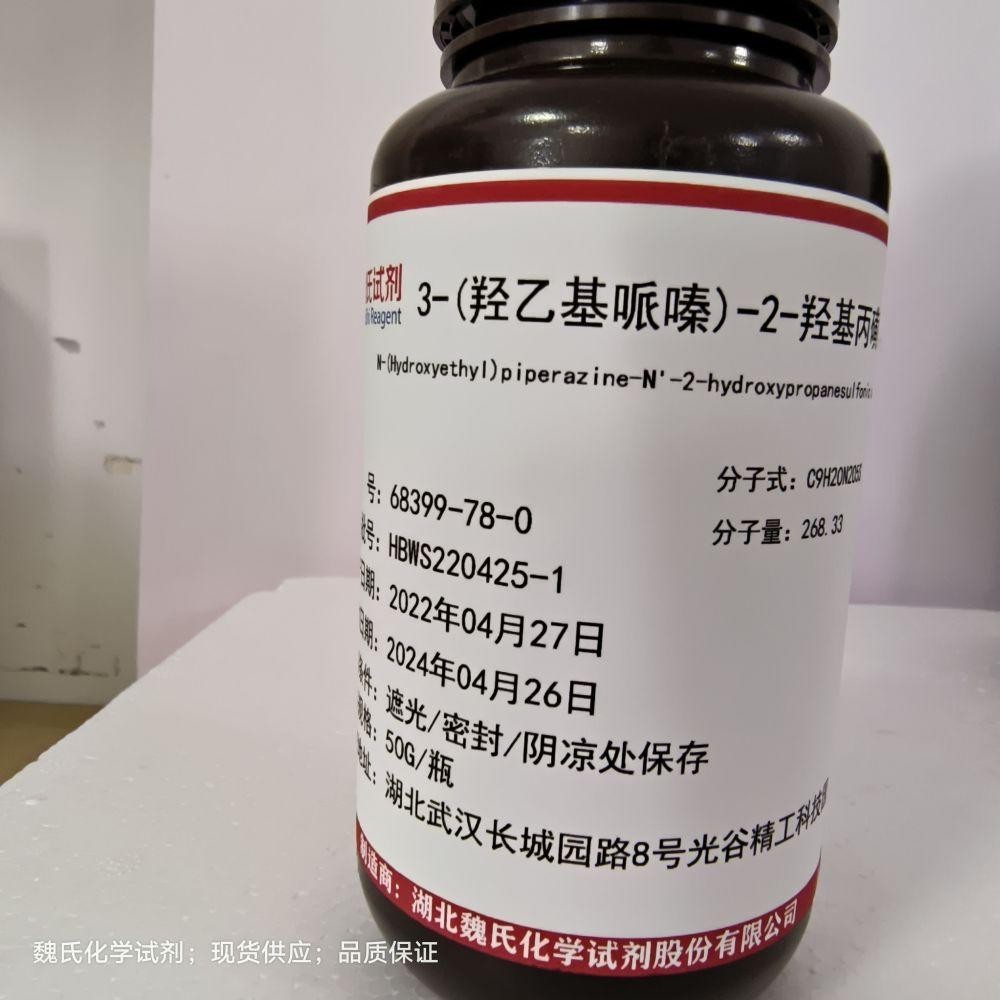 氏试剂
Reagent
3-(羟乙基哌嗪)-2-羟基丙磺
N-(Hydroxyethyl)piperazine-N'-2-hydroxypropanesulfonic
分子式：C9H20N2O5S
分子量：268.33
号：68399-78-0
批号：HBWS220425-1
日期：2022年04月27日
日期：2024年04月26日
条件：遮光/密封/阴凉处保存
规格：50G/瓶
地址：湖北武汉长城园路8号光谷精工科技
制造商：湖北魏氏化学试剂股份有限公司
魏氏化学试剂；现货供应；品质保证